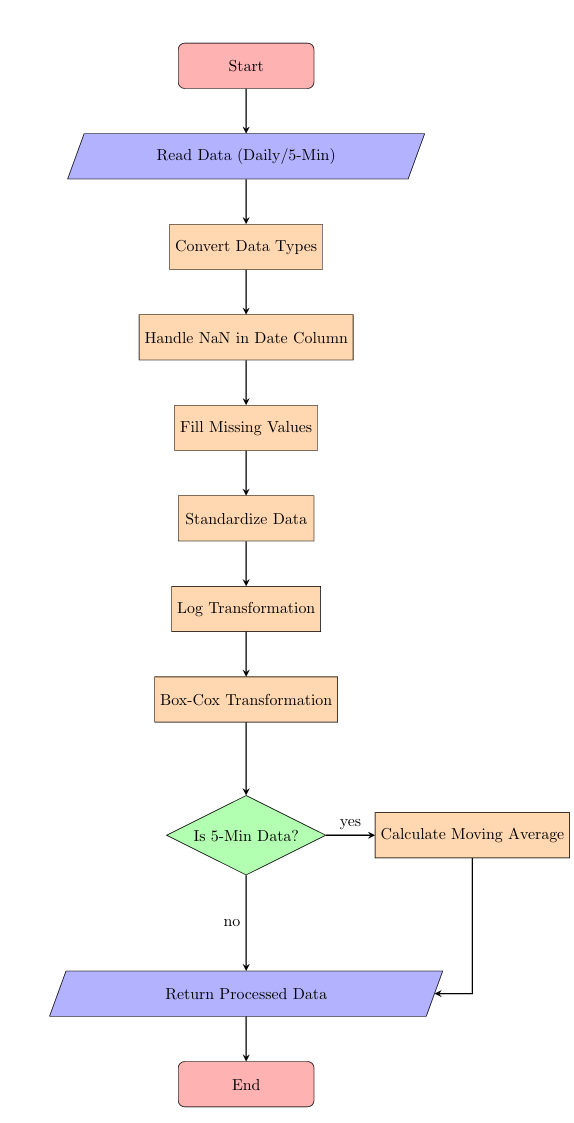 Start
Read Data (Daily/5-Min)
Convert Data Types
Handle NaN in Date Column
Fill Missing Values
Standardize Data
Log Transformation
Box-Cox Transformation
Is 5-Min Data?
yes
Calculate Moving Average
no
Return Processed Data
End